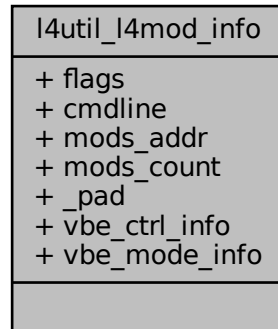 l4util_l4mod_info
+ flags
+ cmdline
+ mods_addr
+ mods_count
+ _pad
+ vbe_ctrl_info
+ vbe_mode_info